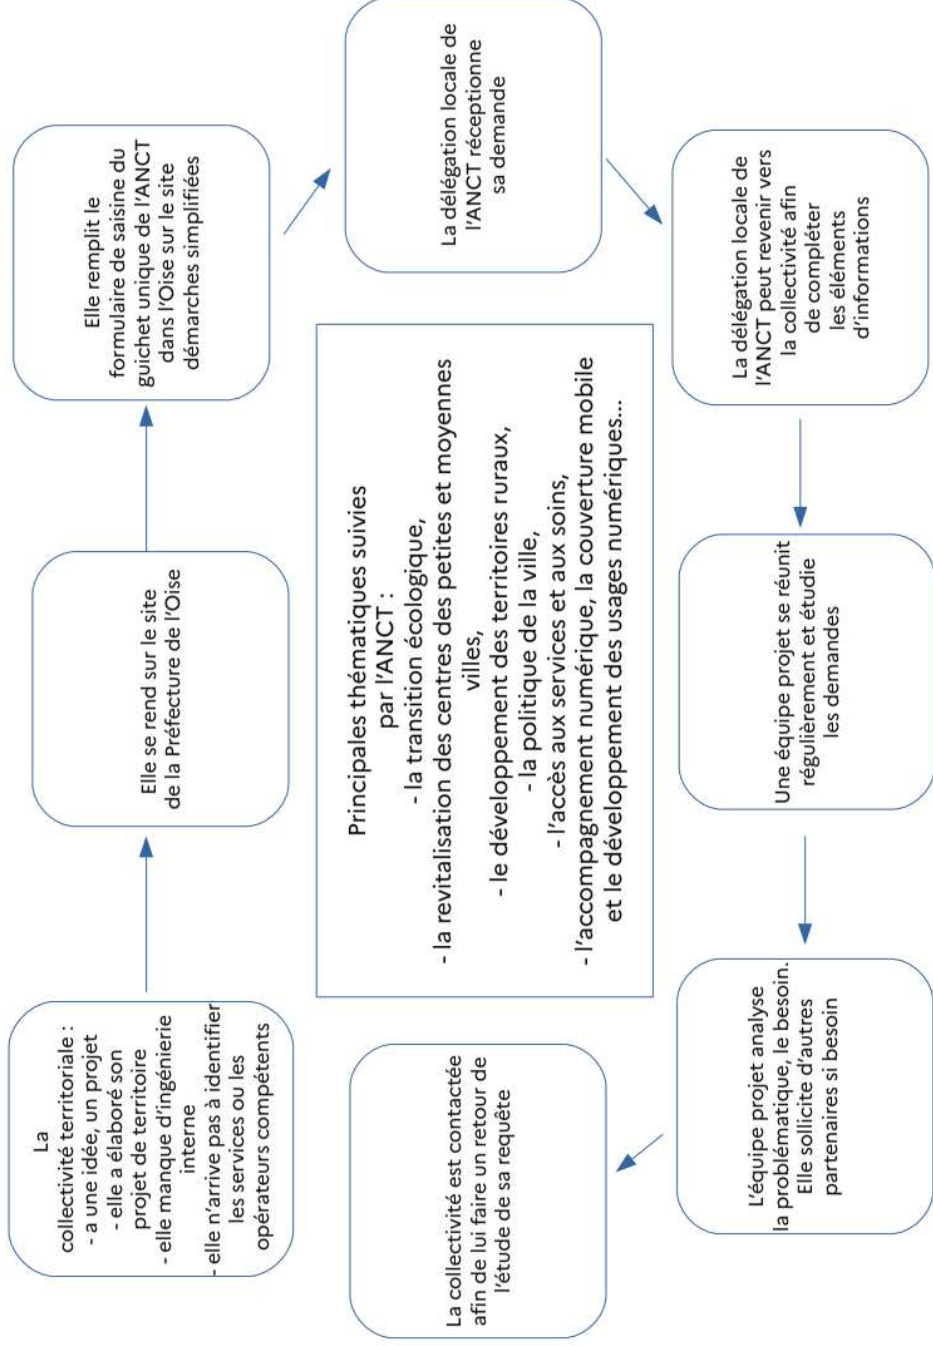 La
collectivité territoriale :
- a une idée, un projet
- elle a élaboré son
projet de territoire
- elle manque d'ingénierie
interne
- elle n'arrive pas à identifier
les services ou les
opérateurs compétents
Elle se rend sur le site
de la Préfecture de l'Oise
Elle remplit le
formulaire de saisine du
guichet unique de l'ANCT
dans l'Oise sur le site
démarches simplifiées
La délégation locale de
l'ANCT réceptionne
sa demande
La délégation locale de
l'ANCT peut revenir vers
la collectivité afin
de compléter
les éléments
d'informations
Une équipe projet se réunit
régulièrement et étudie
les demandes
L'équipe projet analyse
la problématique, le besoin.
Elle sollicite d'autres
partenaires si besoin
La collectivité est contactée
afin de lui faire un retour de
l'étude de sa requête
Principales thématiques suivies
par l'ANCT :
- la transition écologique,
- la revitalisation des centres des petites et moyennes
villes,
- le développement des territoires ruraux,
- la politique de la ville,
- l'accès aux services et aux soins,
- l'accompagnement numérique, la couverture mobile
et le développement des usages numériques...